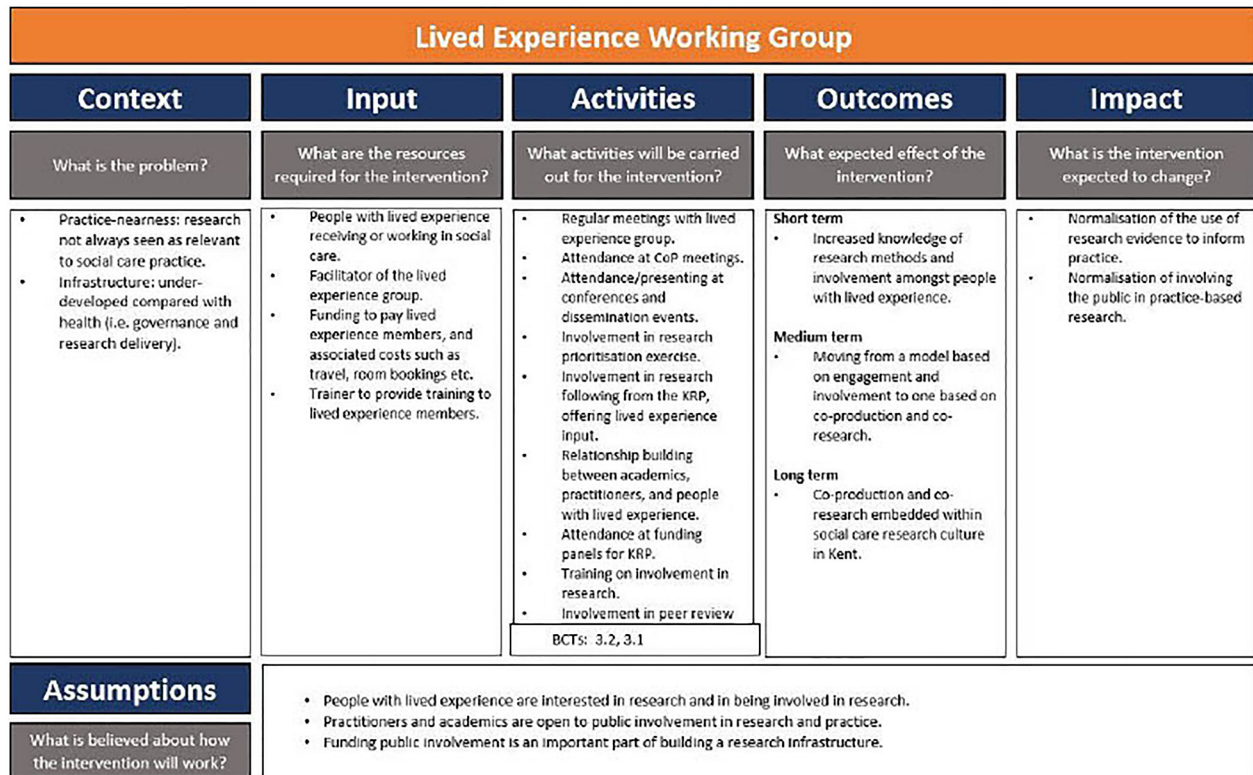 Lived Experience Working Group
Context
What is the problem?
• Practice-nearness: research
not always seen as relevant
to social care practice.
• Infrastructure: under-
developed compared with
health (i.e. governance and
research delivery).
Input
What are the resources
required for the intervention?
• People with lived experience
receiving or working in social
care.
• Facilitator of the lived
experience group.
• Funding to pay lived
experience members, and
associated costs such as
travel, room bookings etc.
• Trainer to provide training to
lived experience members.
Activities
What activities will be carried
out for the intervention?
• Regular meetings with lived
experience group.
• Attendance at CoP meetings.
• Attendance/presenting at
conferences and
dissemination events.
• Involvement in research
prioritisation exercise.
• Involvement in research
following from the KRP,
offering lived experience
input.
• Relationship building
between academics,
practitioners, and people
with lived experience.
• Attendance at funding
panels for KRP.
• Training on involvement in
research.
• Involvement in peer review
BCTs: 3.2, 3.1
Outcomes
What expected effect of the
intervention?
Short term
• Increased knowledge of
research methods and
involvement amongst people
with lived experience.
Medium term
• Moving from a model based
on engagement and
involvement to one based on
co-production and co-
research.
Long term
• Co-production and co-
research embedded within
social care research culture
in Kent.
Impact
What is the intervention
expected to change?
• Normalisation of the use of
research evidence to inform
practice.
• Normalisation of involving
the public in practice-based
research.
Assumptions
What is believed about how
the intervention will work?
• People with lived experience are interested in research and in being involved in research.
• Practitioners and academics are open to public involvement in research and practice.
• Funding public involvement is an important part of building a research infrastructure.